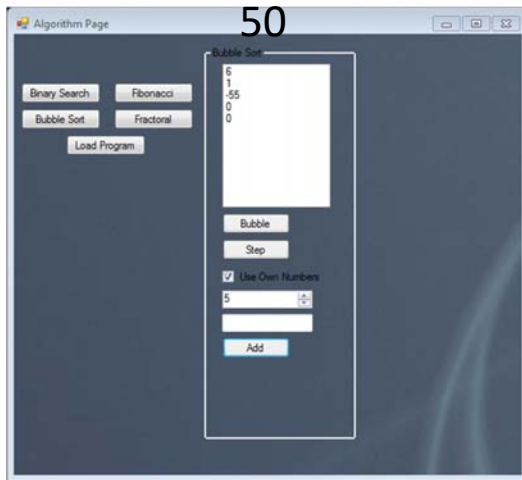 50
Algorithm Page
Bubble Sort
6
1
-55
0
0
Binary Search
Fibonacci
Bubble Sort
Fractoral
Load Program
Bubble
Step
Use Own Numbers
5
Add